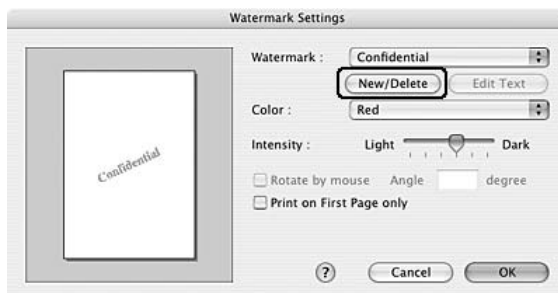 Watermark Settings
Watermark : Confidential
New/Delete Edit Text
Color : Red
Intensity : Light Dark
Confidential
Rotate by mouse Angle degree
Print on First Page only
? Cancel OK